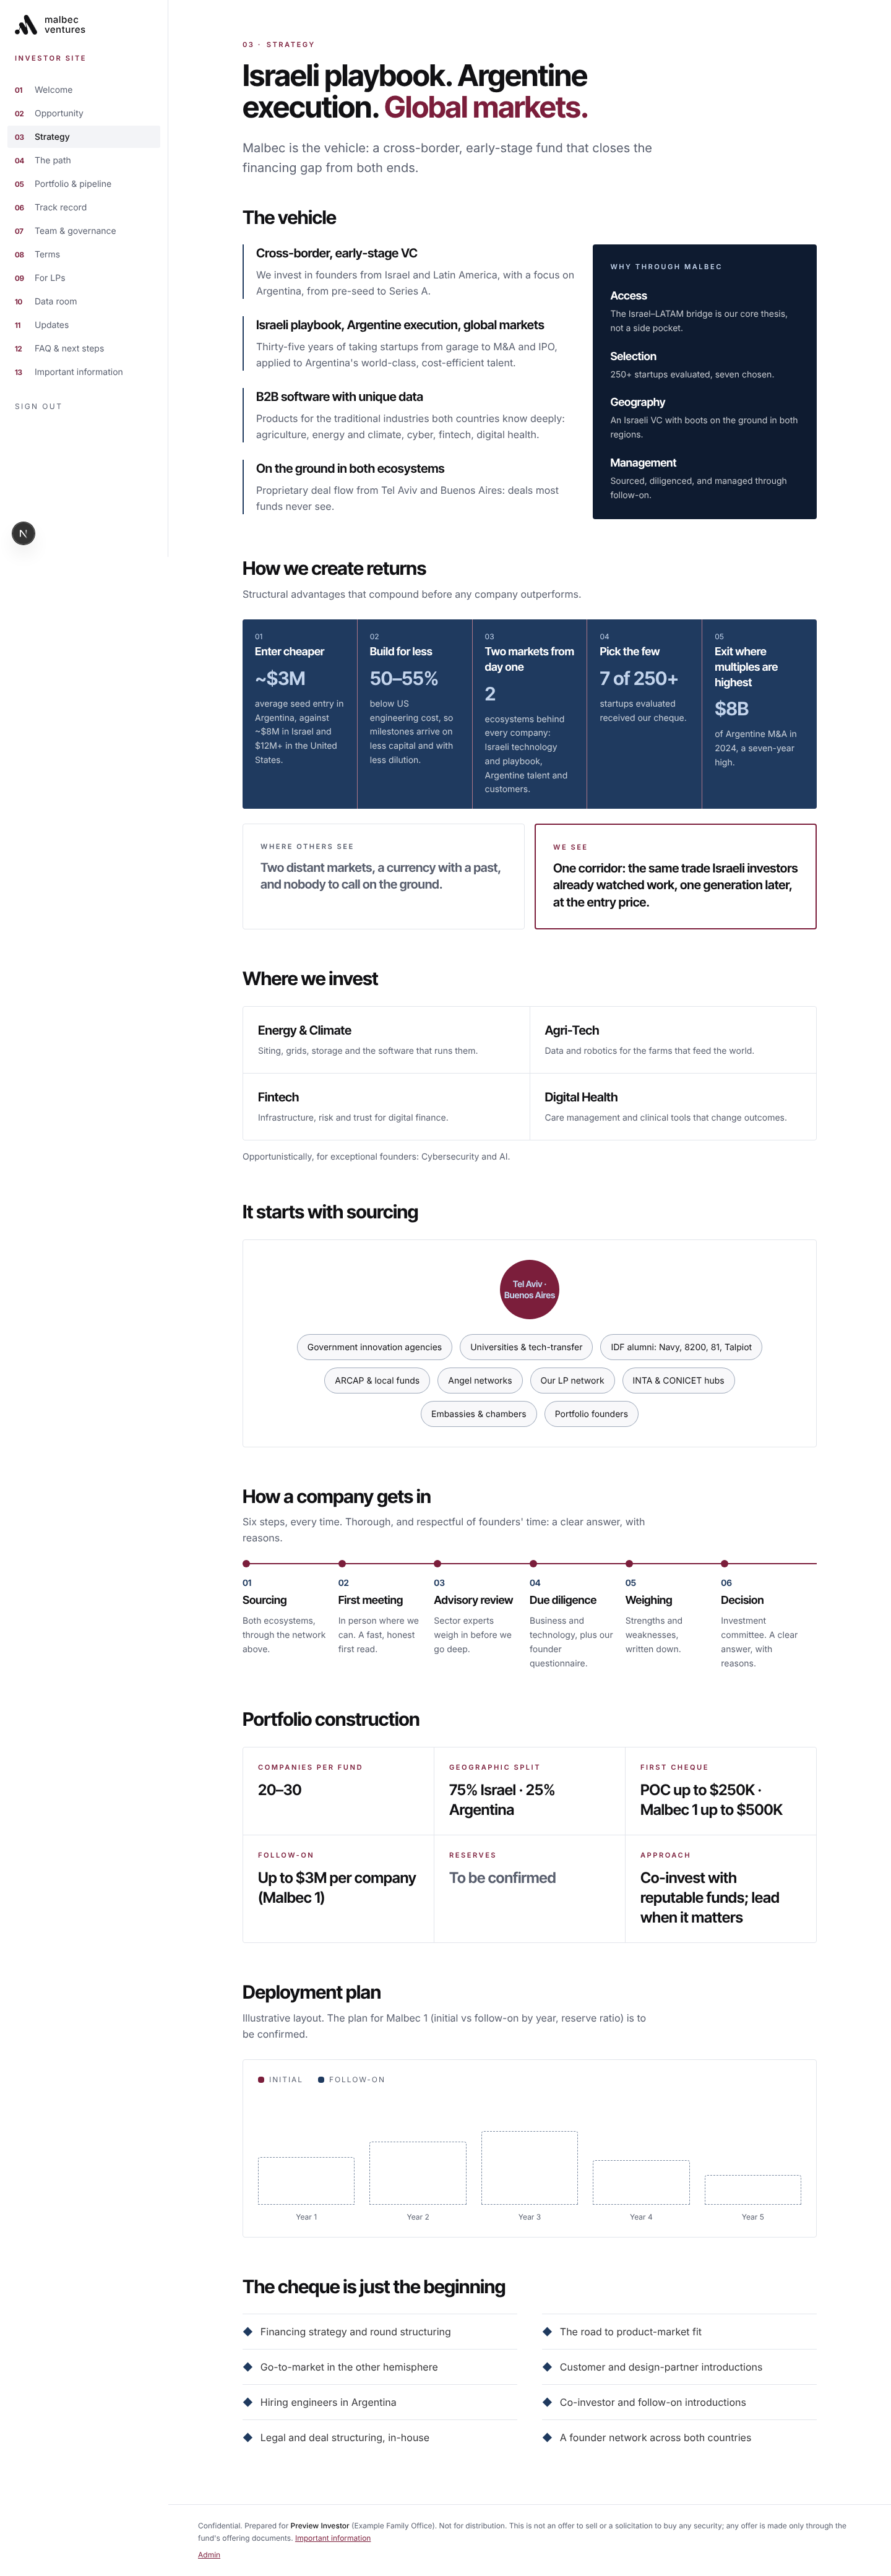 malbec
ventures
INVESTOR SITE
01 Welcome
02 Opportunity
03 Strategy
04 The path
05 Portfolio & pipeline
06 Track record
07 Team & governance
08 Terms
09 For LPs
10 Data room
11 Updates
12 FAQ & next steps
13 Important information
SIGN OUT
N
03 · STRATEGY
Israeli playbook. Argentine
execution. Global markets.
Malbec is the vehicle: a cross-border, early-stage fund that closes the
financing gap from both ends.
The vehicle
Cross-border, early-stage VC
We invest in founders from Israel and Latin America, with a focus on
Argentina, from pre-seed to Series A.
Israeli playbook, Argentine execution, global markets
Thirty-five years of taking startups from garage to M&A and IPO,
applied to Argentina's world-class, cost-efficient talent.
B2B software with unique data
Products for the traditional industries both countries know deeply:
agriculture, energy and climate, cyber, fintech, digital health.
On the ground in both ecosystems
Proprietary deal flow from Tel Aviv and Buenos Aires: deals most
funds never see.
WHY THROUGH MALBEC
Access
The Israel–LATAM bridge is our core thesis,
not a side pocket.
Selection
250+ startups evaluated, seven chosen.
Geography
An Israeli VC with boots on the ground in both
regions.
Management
Sourced, diligenced, and managed through
follow-on.
How we create returns
Structural advantages that compound before any company outperforms.
01
Enter cheaper
~$3M
average seed entry in
Argentina, against
~$8M in Israel and
$12M+ in the United
States.
02
Build for less
50–55%
below US
engineering cost, so
milestones arrive on
less capital and with
less dilution.
03
Two markets from
day one
2
ecosystems behind
every company:
Israeli technology
and playbook,
Argentine talent and
customers.
04
Pick the few
7 of 250+
startups evaluated
received our cheque.
05
Exit where
multiples are
highest
$8B
of Argentine M&A in
2024, a seven-year
high.
WHERE OTHERS SEE
Two distant markets, a currency with a past,
and nobody to call on the ground.
WE SEE
One corridor: the same trade Israeli investors
already watched work, one generation later,
at the entry price.
Where we invest
Energy & Climate
Siting, grids, storage and the software that runs them.
Agri-Tech
Data and robotics for the farms that feed the world.
Fintech
Infrastructure, risk and trust for digital finance.
Digital Health
Care management and clinical tools that change outcomes.
Opportunistically, for exceptional founders: Cybersecurity and AI.
It starts with sourcing
Tel Aviv ·
Buenos Aires
Government innovation agencies
Universities & tech-transfer
IDF alumni: Navy, 8200, 81, Talpiot
ARCAP & local funds
Angel networks
Our LP network
INTA & CONICET hubs
Embassies & chambers
Portfolio founders
How a company gets in
Six steps, every time. Thorough, and respectful of founders' time: a clear answer, with
reasons.
01
Sourcing
Both ecosystems,
through the network
above.
02
First meeting
In person where we
can. A fast, honest
first read.
03
Advisory review
Sector experts
weigh in before we
go deep.
04
Due diligence
Business and
technology, plus our
founder
questionnaire.
05
Weighing
Strengths and
weaknesses,
written down.
06
Decision
Investment
committee. A clear
answer, with
reasons.
Portfolio construction
COMPANIES PER FUND
20–30
GEOGRAPHIC SPLIT
75% Israel · 25%
Argentina
FIRST CHEQUE
POC up to $250K ·
Malbec 1 up to $500K
FOLLOW-ON
Up to $3M per company
(Malbec 1)
RESERVES
To be confirmed
APPROACH
Co-invest with
reputable funds; lead
when it matters
Deployment plan
Illustrative layout. The plan for Malbec 1 (initial vs follow-on by year, reserve ratio) is to
be confirmed.
INITIAL FOLLOW-ON
Year 1 Year 2 Year 3 Year 4 Year 5
The cheque is just the beginning
Financing strategy and round structuring
The road to product-market fit
Go-to-market in the other hemisphere
Customer and design-partner introductions
Hiring engineers in Argentina
Co-investor and follow-on introductions
Legal and deal structuring, in-house
A founder network across both countries
Confidential. Prepared for Preview Investor (Example Family Office). Not for distribution. This is not an offer to sell or a solicitation to buy any security; any offer is made only through the
fund's offering documents. Important information
Admin